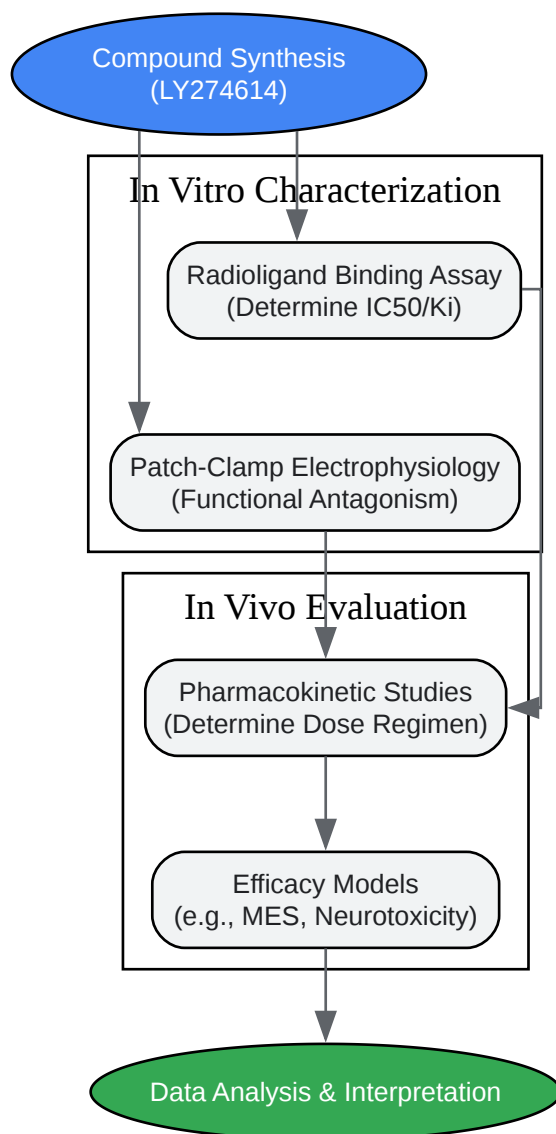 Compound Synthesis
(LY274614)
In Vitro Characterization
Radioligand Binding Assay
(Determine IC50/Ki)
Patch-Clamp Electrophysiology
(Functional Antagonism)
In Vivo Evaluation
Pharmacokinetic Studies
(Determine Dose Regimen)
Efficacy Models
(e.g., MES, Neurotoxicity)
Data Analysis & Interpretation